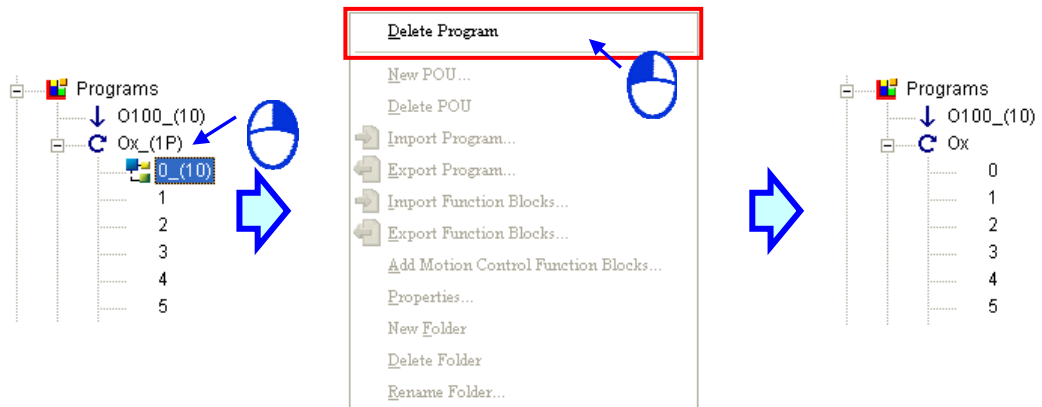 Programs
O100_(10)
Ox_(1P)
0_(10)
1
2
3
4
5
Delete Program
New POU...
Delete POU
Import Program...
Export Program...
Import Function Blocks...
Export Function Blocks...
Add Motion Control Function Blocks...
Properties...
New Folder
Delete Folder
Rename Folder...
Programs
O100_(10)
Ox
0
1
2
3
4
5